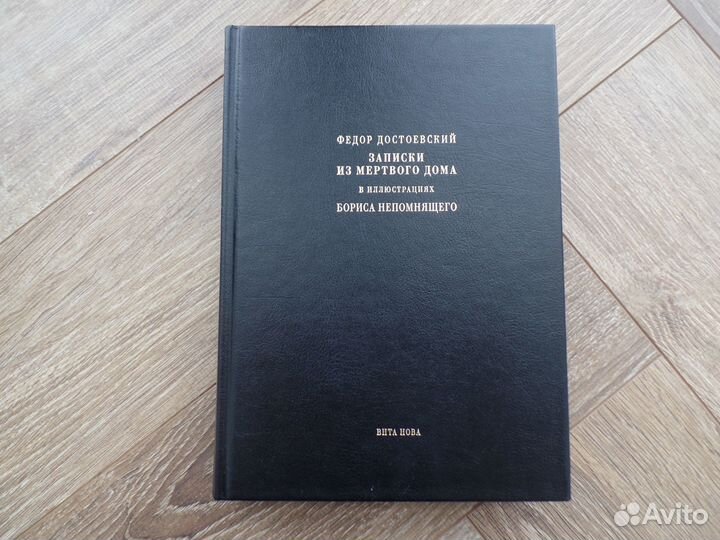 ФЕДОР ДОСТОЕВСКИЙ
ЗАПИСКИ
ИЗ МЕРТВОГО ДОМА
В ИЛЛЮСТРАЦИЯХ
БОРИСА НЕПОМНЯЩЕГО
ВИТА НОВА
Avito